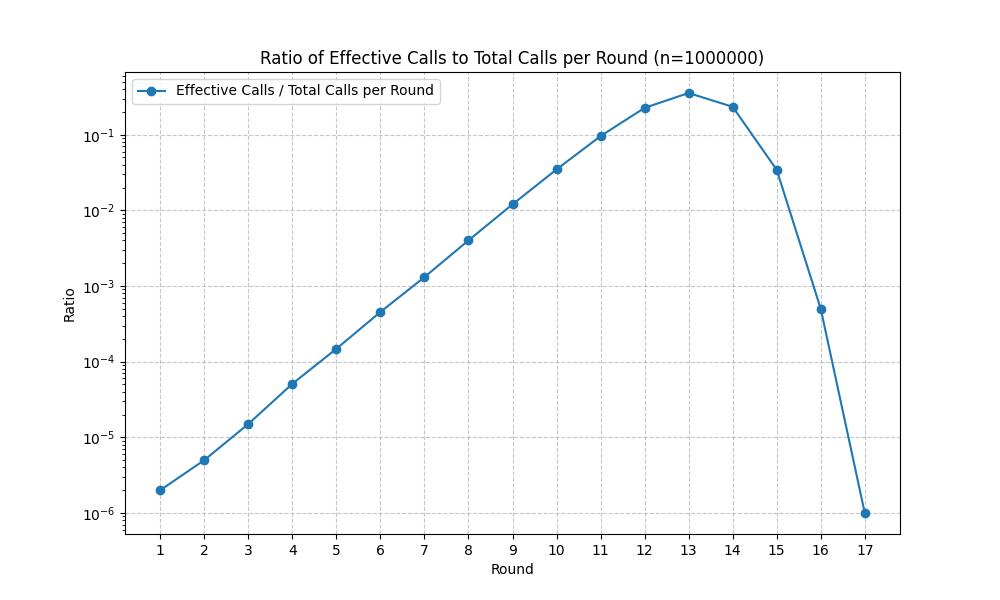 Ratio of Effective Calls to Total Calls per Round (n=1000000)
Effective Calls / Total Calls per Round
Ratio
10⁻¹
10⁻²
10⁻³
10⁻⁴
10⁻⁵
10⁻⁶
1 2 3 4 5 6 7 8 9 10 11 12 13 14 15 16 17
Round